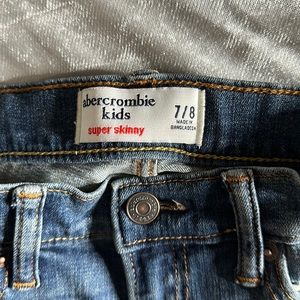 abercrombie
kids
super skinny
7/8
MADE IN
BANGLADESH